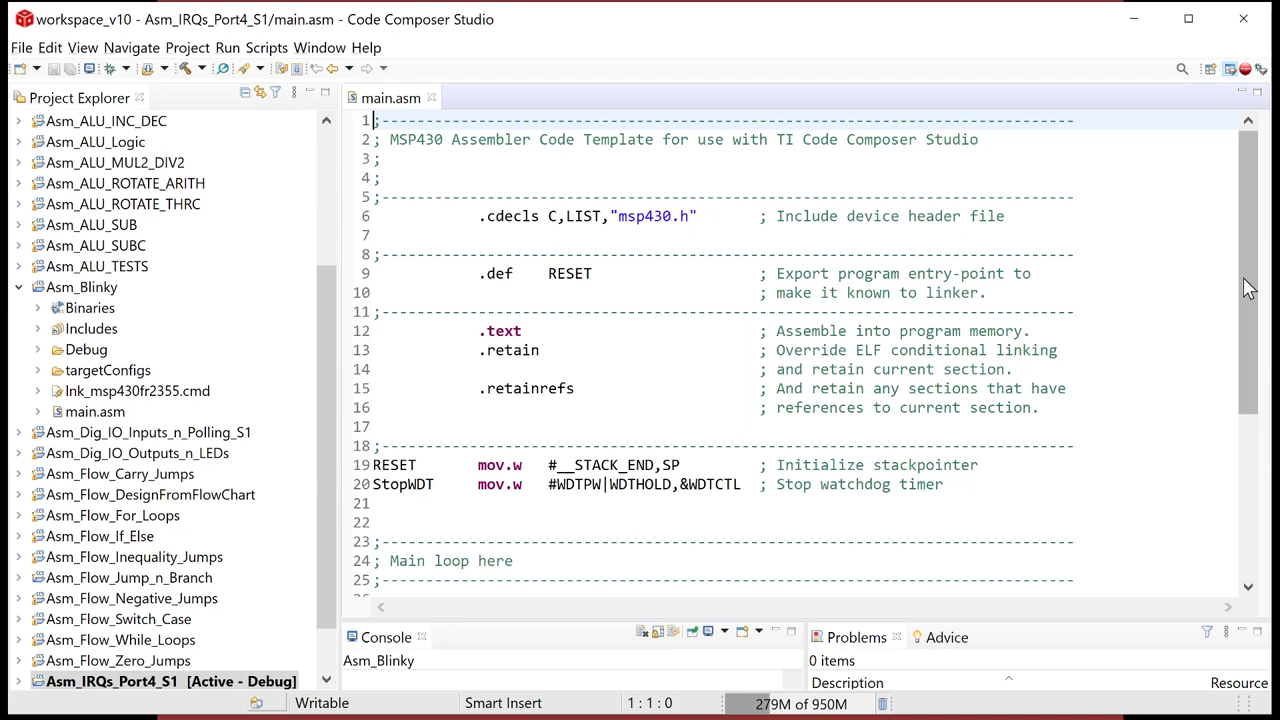 workspace_v10 - Asm_IRQs_Port4_S1/main.asm - Code Composer Studio
File Edit View Navigate Project Run Scripts Window Help
Project Explorer
main.asm
Asm_ALU_INC_DEC
Asm_ALU_Logic
Asm_ALU_MUL2_DIV2
Asm_ALU_ROTATE_ARITH
Asm_ALU_ROTATE_THRC
Asm_ALU_SUB
Asm_ALU_SUBC
Asm_ALU_TESTS
Asm_Blinky
Binaries
Includes
Debug
targetConfigs
lnk_msp430fr2355.cmd
main.asm
Asm_Dig_IO_Inputs_n_Polling_S1
Asm_Dig_IO_Outputs_n_LEDs
Asm_Flow_Carry_Jumps
Asm_Flow_DesignFromFlowChart
Asm_Flow_For_Loops
Asm_Flow_If_Else
Asm_Flow_Inequality_Jumps
Asm_Flow_Jump_n_Branch
Asm_Flow_Negative_Jumps
Asm_Flow_Switch_Case
Asm_Flow_While_Loops
Asm_Flow_Zero_Jumps
Asm_IRQs_Port4_S1 [Active - Debug]
1 ;-------------------------------------------------------------------------------
2 ; MSP430 Assembler Code Template for use with TI Code Composer Studio
3 ;
4 ;
5 ;-------------------------------------------------------------------------------
6 .cdecls C,LIST,"msp430.h" ; Include device header file
7
8 ;-------------------------------------------------------------------------------
9 .def RESET ; Export program entry-point to
10 ; make it known to linker.
11 ;-------------------------------------------------------------------------------
12 .text ; Assemble into program memory.
13 .retain ; Override ELF conditional linking
14 ; and retain current section.
15 .retainrefs ; And retain any sections that have
16 ; references to current section.
17
18 ;-------------------------------------------------------------------------------
19 RESET mov.w #__STACK_END,SP ; Initialize stackpointer
20 StopWDT mov.w #WDTPW|WDTHOLD,&WDTCTL ; Stop watchdog timer
21
22
23 ;-------------------------------------------------------------------------------
24 ; Main loop here
25 ;-------------------------------------------------------------------------------
Console
Asm_Blinky
Problems Advice
0 items
Description Resource
Writable Smart Insert 1 : 1 : 0 279M of 950M